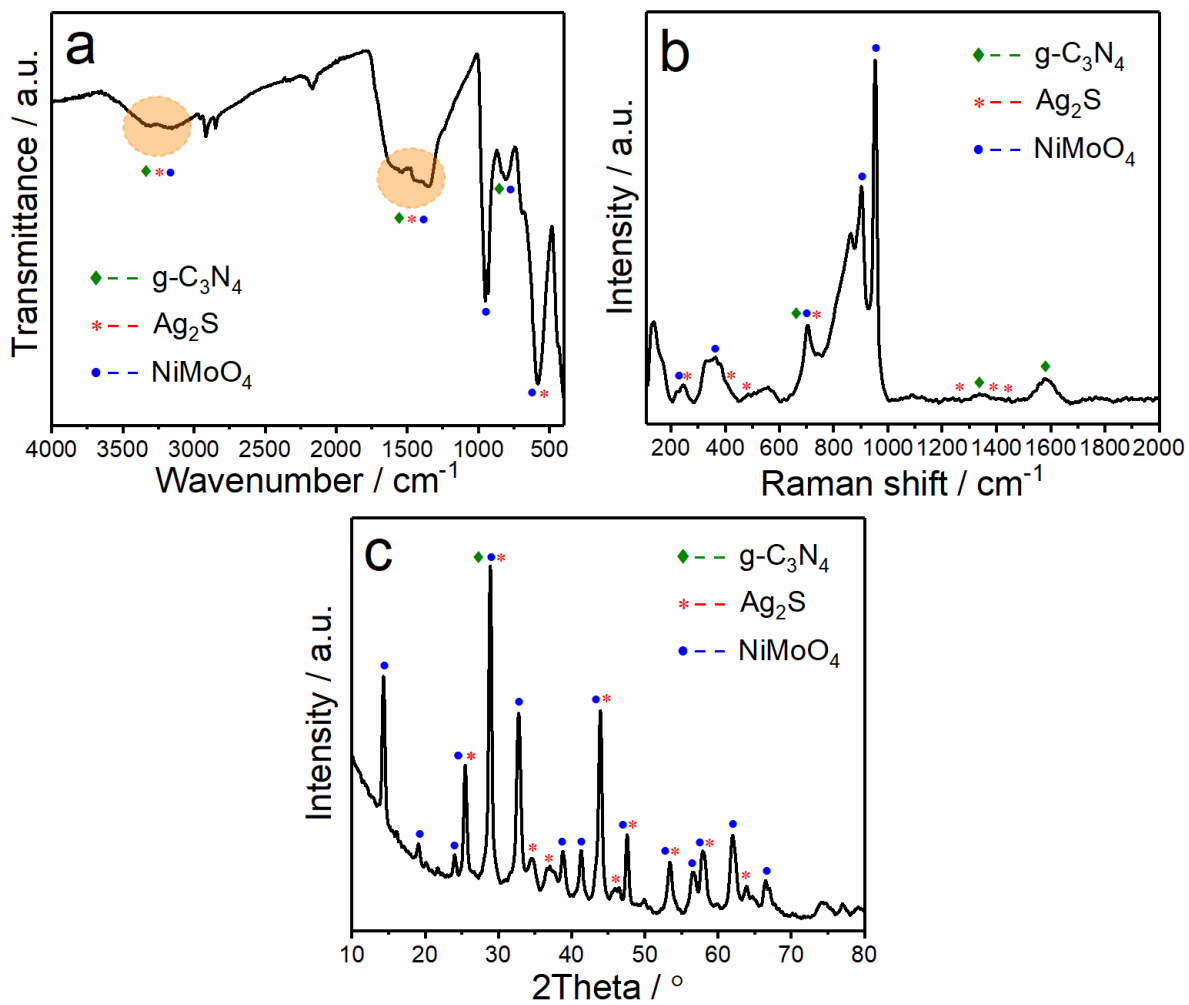 a
Transmittance / a.u.
g-C₃N₄
Ag₂S
NiMoO₄
4000 3500 3000 2500 2000 1500 1000 500
Wavenumber / cm⁻¹
b
Intensity / a.u.
g-C₃N₄
Ag₂S
NiMoO₄
200 400 600 800 1000 1200 1400 1600 1800 2000
Raman shift / cm⁻¹
c
Intensity / a.u.
g-C₃N₄
Ag₂S
NiMoO₄
10 20 30 40 50 60 70 80
2Theta / °